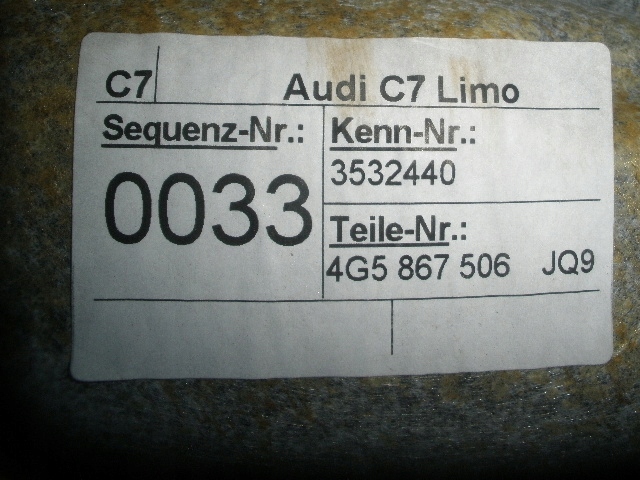 C7 Audi C7 Limo
Sequenz-Nr.:
0033
Kenn-Nr.:
3532440
Teile-Nr.:
4G5 867 506 JQ9